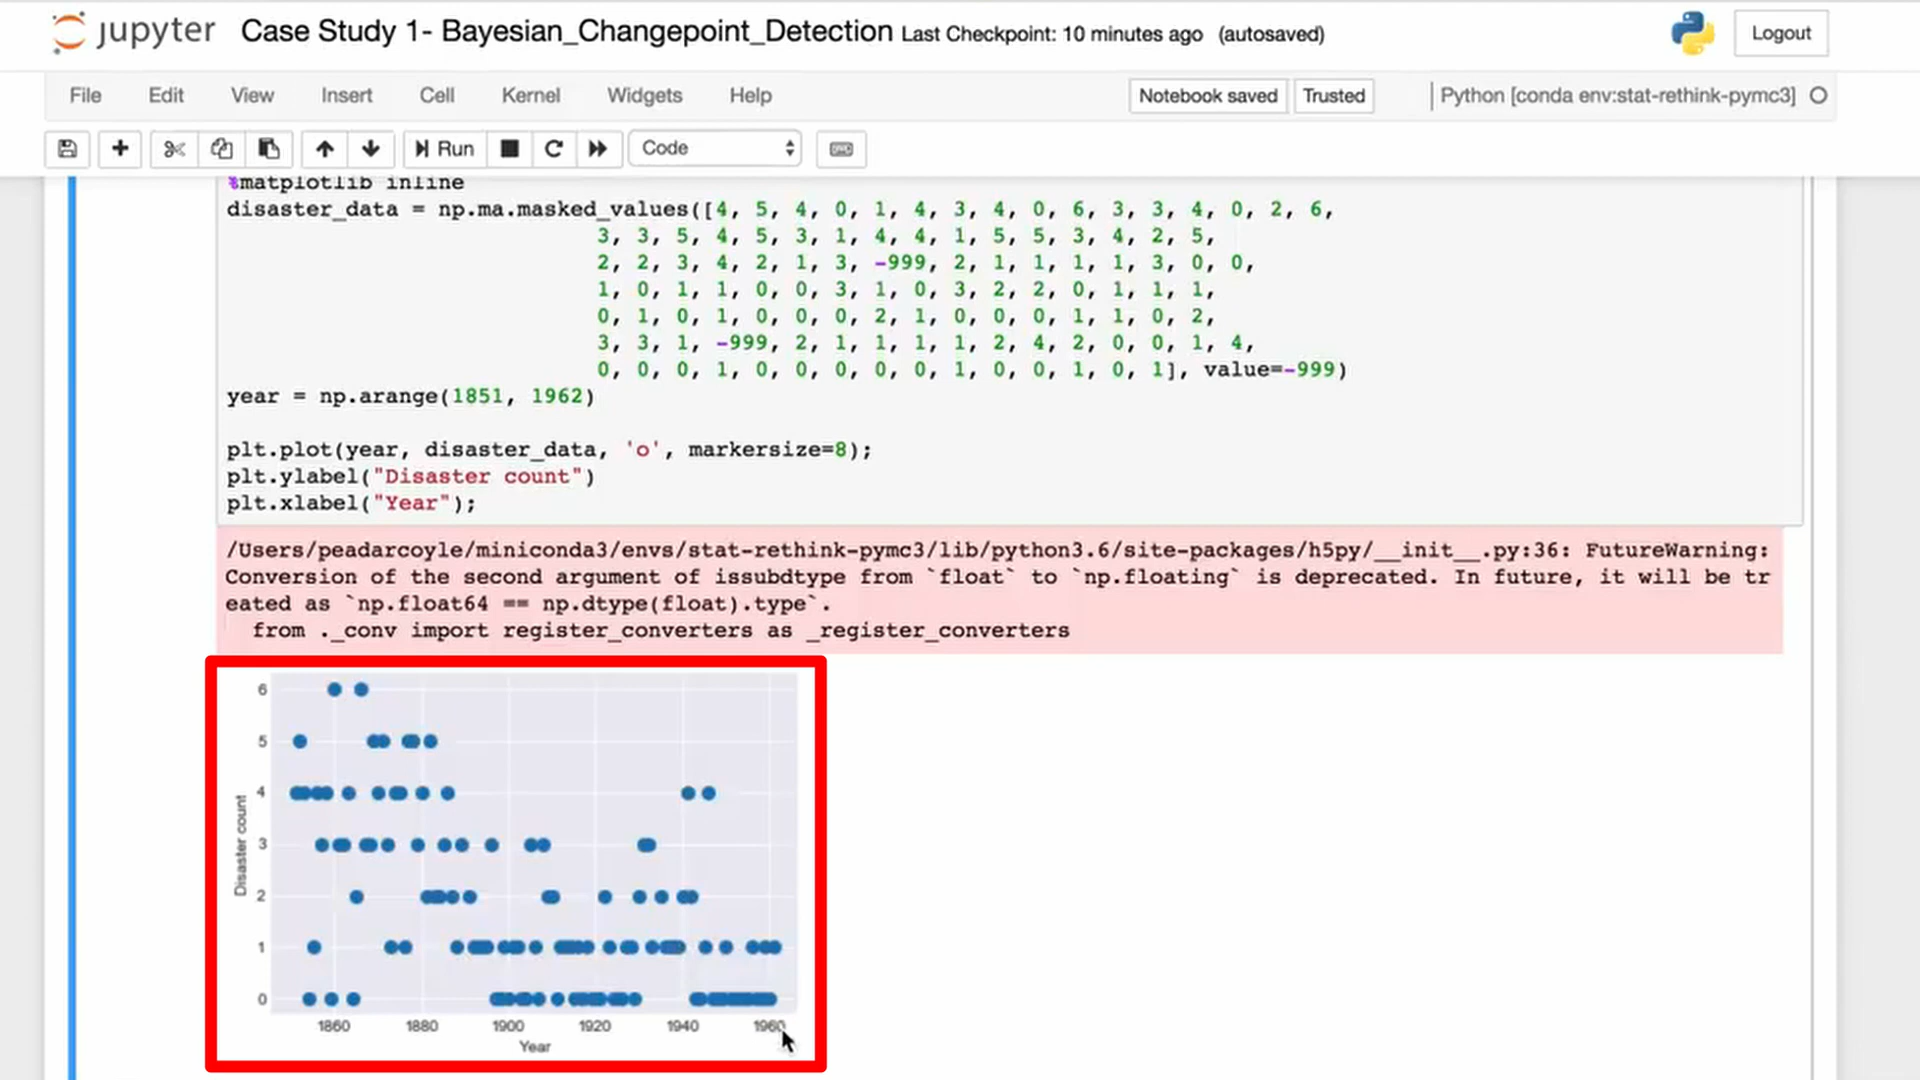 jupyter Case Study 1- Bayesian_Changepoint_Detection Last Checkpoint: 10 minutes ago (autosaved) Logout
File Edit View Insert Cell Kernel Widgets Help Notebook saved Trusted Python [conda env:stat-rethink-pymc3]
Run Code
%matplotlib inline
disaster_data = np.ma.masked_values([4, 5, 4, 0, 1, 4, 3, 4, 0, 6, 3, 3, 4, 0, 2, 6,
3, 3, 5, 4, 5, 3, 1, 4, 4, 1, 5, 5, 3, 4, 2, 5,
2, 2, 3, 4, 2, 1, 3, -999, 2, 1, 1, 1, 1, 3, 0, 0,
1, 0, 1, 1, 0, 0, 3, 1, 0, 3, 2, 2, 0, 1, 1, 1,
0, 1, 0, 1, 0, 0, 0, 2, 1, 0, 0, 0, 1, 1, 0, 2,
3, 3, 1, -999, 2, 1, 1, 1, 1, 2, 4, 2, 0, 0, 1, 4,
0, 0, 0, 1, 0, 0, 0, 0, 0, 1, 0, 0, 1, 0, 1], value=-999)
year = np.arange(1851, 1962)
plt.plot(year, disaster_data, 'o', markersize=8);
plt.ylabel("Disaster count")
plt.xlabel("Year");
/Users/peadarcoyle/miniconda3/envs/stat-rethink-pymc3/lib/python3.6/site-packages/h5py/__init__.py:36: FutureWarning:
Conversion of the second argument of issubdtype from `float` to `np.floating` is deprecated. In future, it will be tr
eated as `np.float64 == np.dtype(float).type`.
from ._conv import register_converters as _register_converters
6
5
4
3
2
1
0
Disaster count
1860 1880 1900 1920 1940 1960
Year